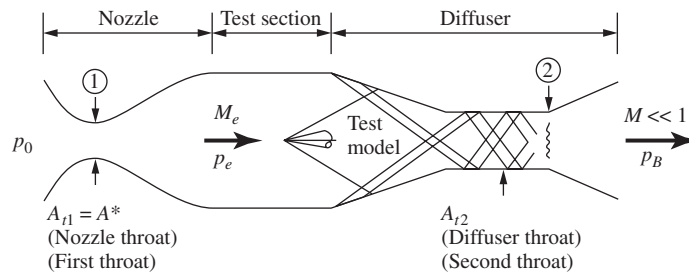 Nozzle
Test section
Diffuser
1
2
p0
Me
pe
Test
model
M << 1
pB
At1 = A*
(Nozzle throat)
(First throat)
At2
(Diffuser throat)
(Second throat)